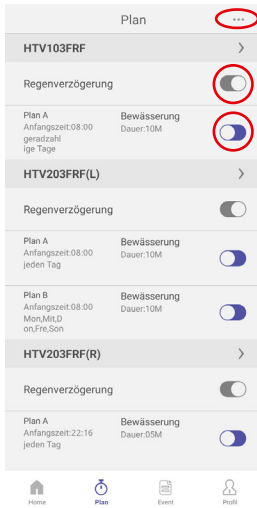 Plan
...
HTV103FRF
Regenverzögerung
Plan A
Anfangszeit:08:00
geradzahl
ige Tage
Bewässerung
Dauer:10M
HTV203FRF(L)
Regenverzögerung
Plan A
Anfangszeit:08:00
jeden Tag
Bewässerung
Dauer:10M
Plan B
Anfangszeit:08:00
Mon,Mit,D
on,Fre,Son
Bewässerung
Dauer:10M
HTV203FRF(R)
Regenverzögerung
Plan A
Anfangszeit:22:16
jeden Tag
Bewässerung
Dauer:05M
Home
Plan
Event
Profil